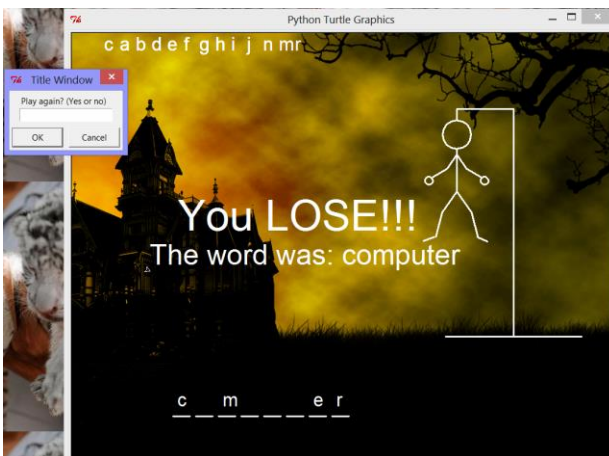 Python Turtle Graphics
c a b d e f g h i j n m r
Title Window
Play again? (Yes or no)
OK
Cancel
You LOSE!!!
The word was: computer
c m e r